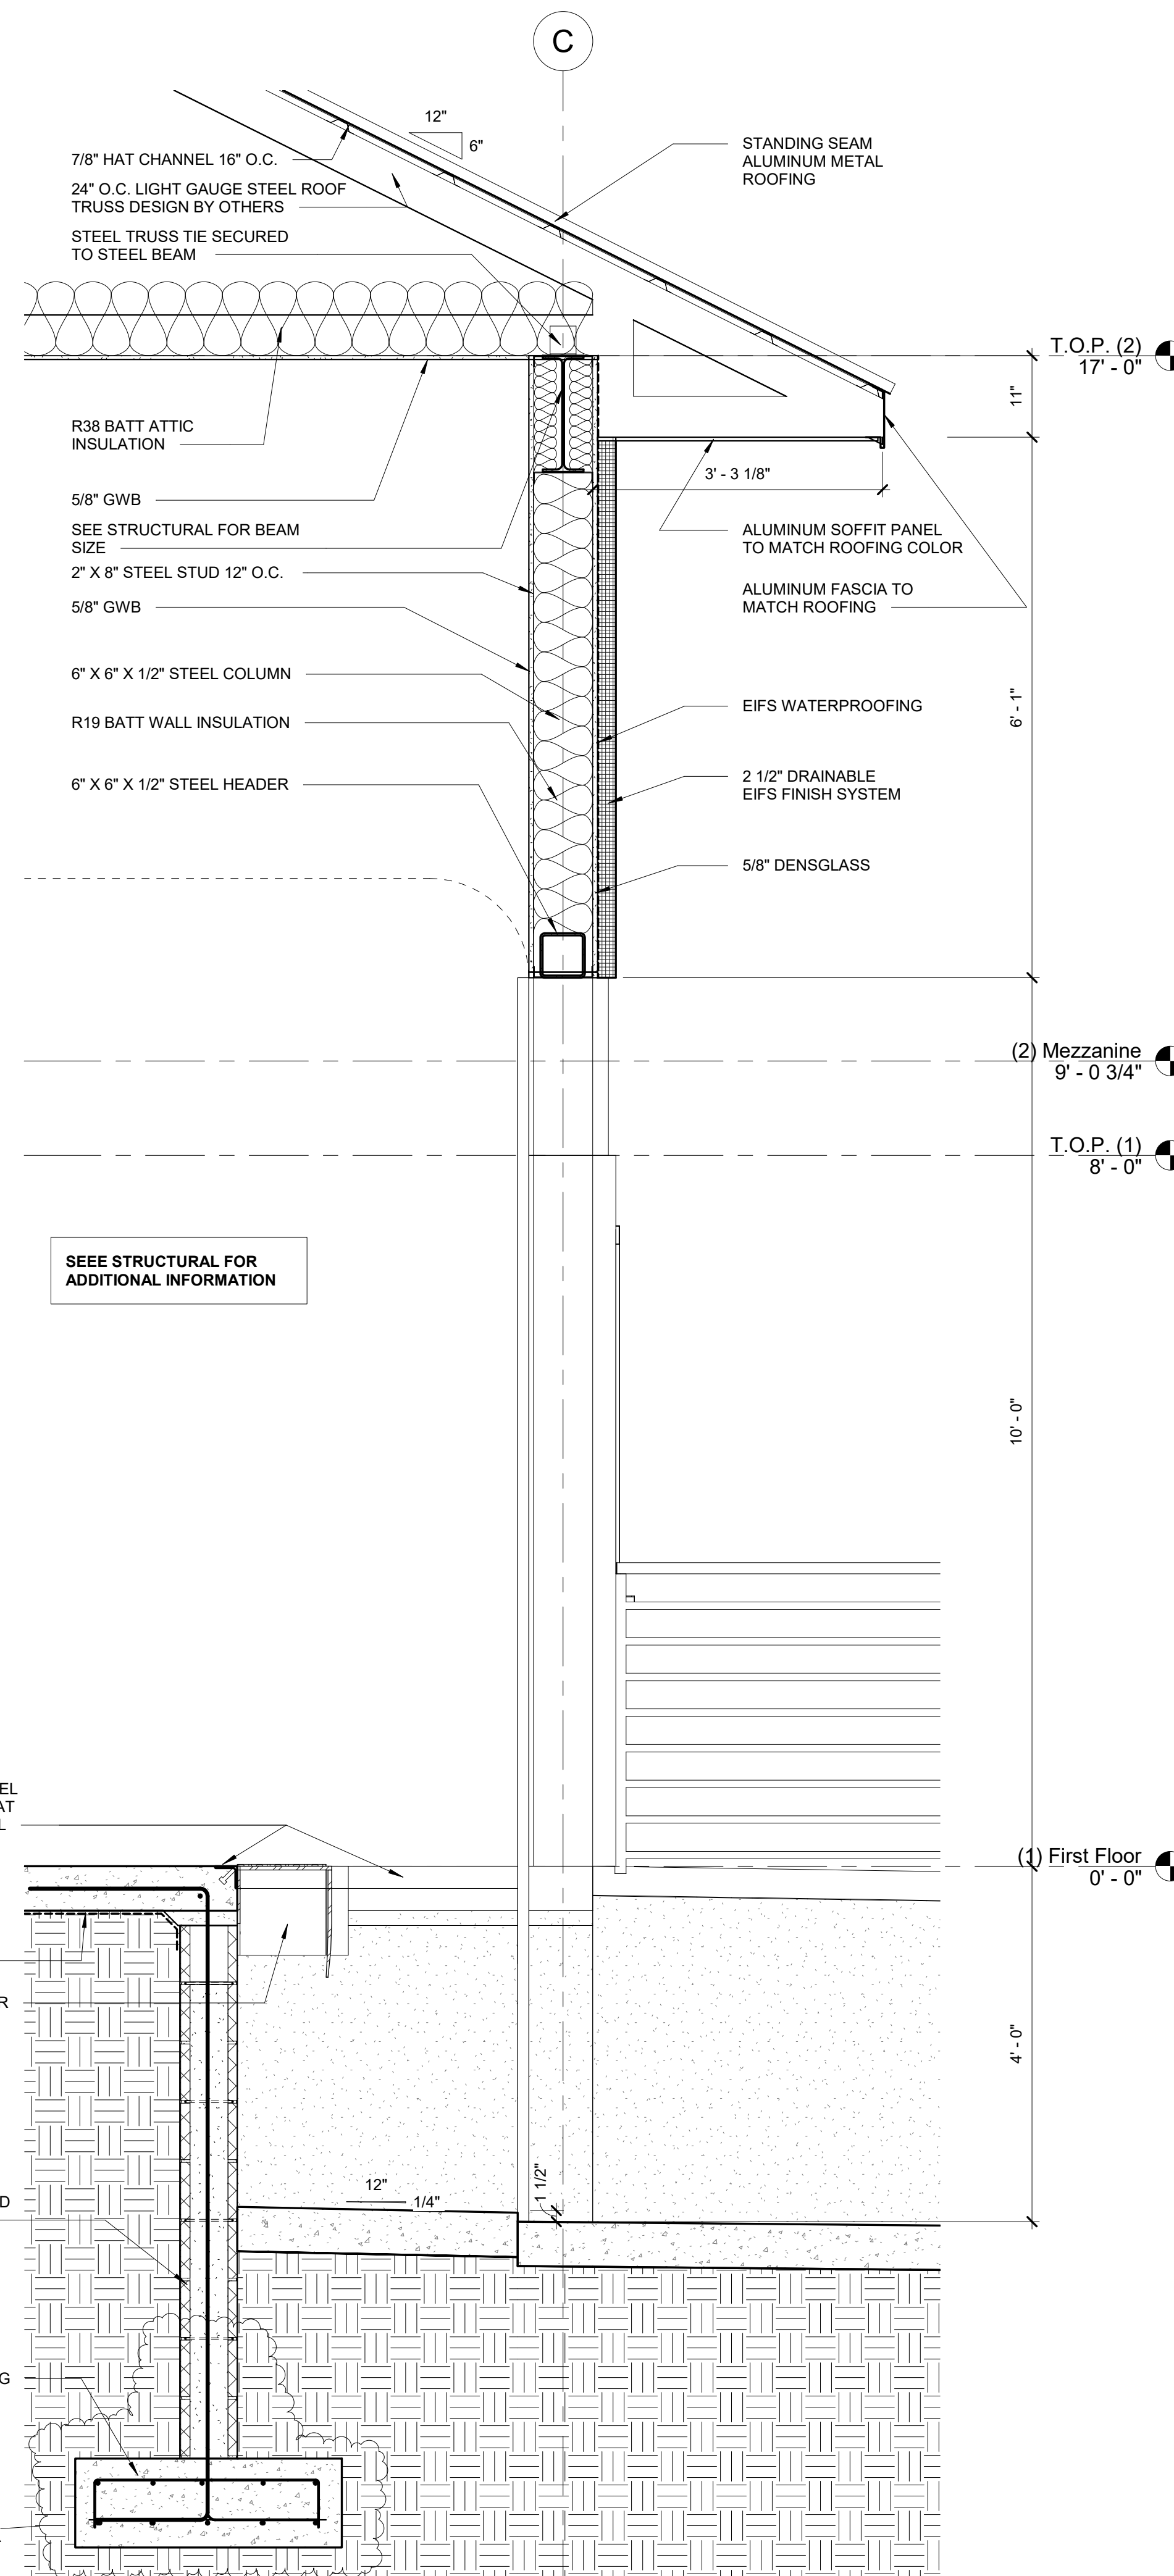 C
12"
6"
7/8" HAT CHANNEL 16" O.C.
24" O.C. LIGHT GAUGE STEEL ROOF
TRUSS DESIGN BY OTHERS
STEEL TRUSS TIE SECURED
TO STEEL BEAM
STANDING SEAM
ALUMINUM METAL
ROOFING
T.O.P. (2)
17' - 0"
11"
R38 BATT ATTIC
INSULATION
5/8" GWB
SEE STRUCTURAL FOR BEAM
SIZE
2" X 8" STEEL STUD 12" O.C.
5/8" GWB
6" X 6" X 1/2" STEEL COLUMN
R19 BATT WALL INSULATION
6" X 6" X 1/2" STEEL HEADER
3' - 3 1/8"
ALUMINUM SOFFIT PANEL
TO MATCH ROOFING COLOR
ALUMINUM FASCIA TO
MATCH ROOFING
EIFS WATERPROOFING
2 1/2" DRAINABLE
EIFS FINISH SYSTEM
5/8" DENSGLASS
6' - 1"
(2) Mezzanine
9' - 0 3/4"
T.O.P. (1)
8' - 0"
SEEE STRUCTURAL FOR
ADDITIONAL INFORMATION
10' - 0"
EL
AT
L
(1) First Floor
0' - 0"
R
4' - 0"
12"
1/4"
1 1/2"
D
G